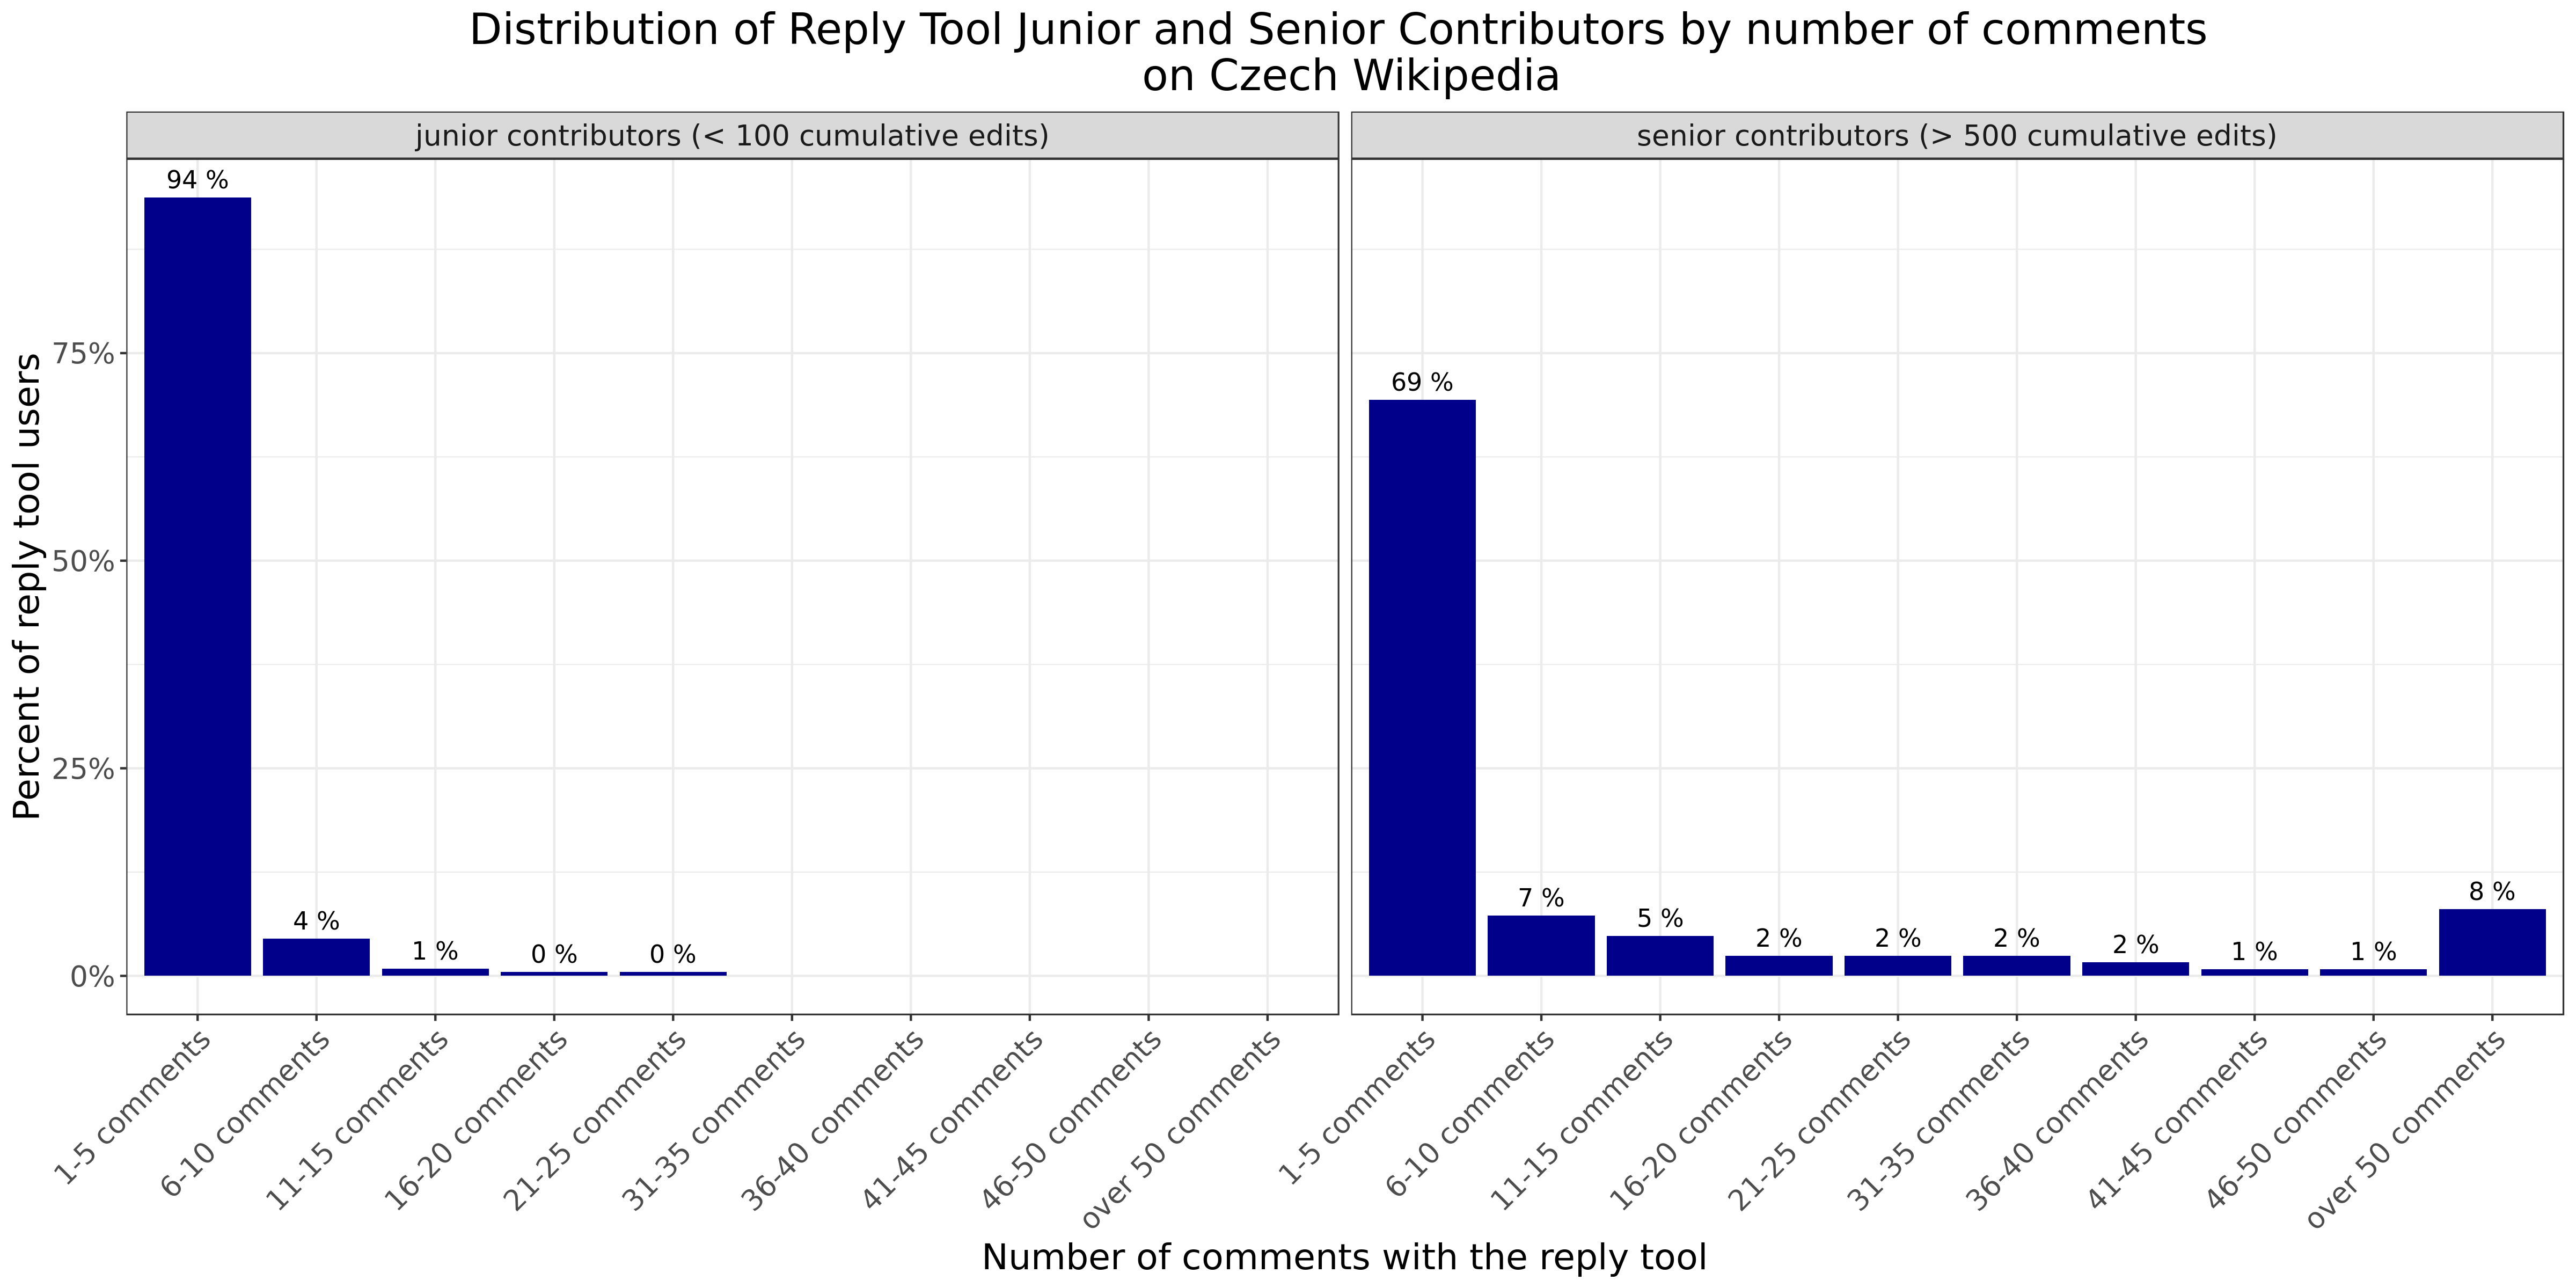 Distribution of Reply Tool Junior and Senior Contributors by number of comments
on Czech Wikipedia
junior contributors (< 100 cumulative edits)
senior contributors (> 500 cumulative edits)
Percent of reply tool users
75%
50%
25%
0%
94 %
4 %
1 %
0 %
0 %
69 %
7 %
5 %
2 %
2 %
2 %
2 %
1 %
1 %
8 %
1-5 comments
6-10 comments
11-15 comments
16-20 comments
21-25 comments
31-35 comments
36-40 comments
41-45 comments
46-50 comments
over 50 comments
1-5 comments
6-10 comments
11-15 comments
16-20 comments
21-25 comments
31-35 comments
36-40 comments
41-45 comments
46-50 comments
over 50 comments
Number of comments with the reply tool